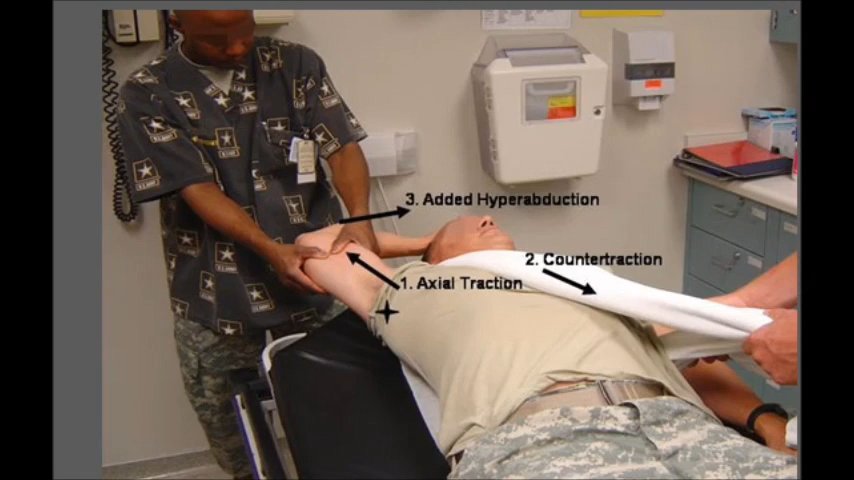 3. Added Hyperabduction
2. Countertraction
1. Axial Traction